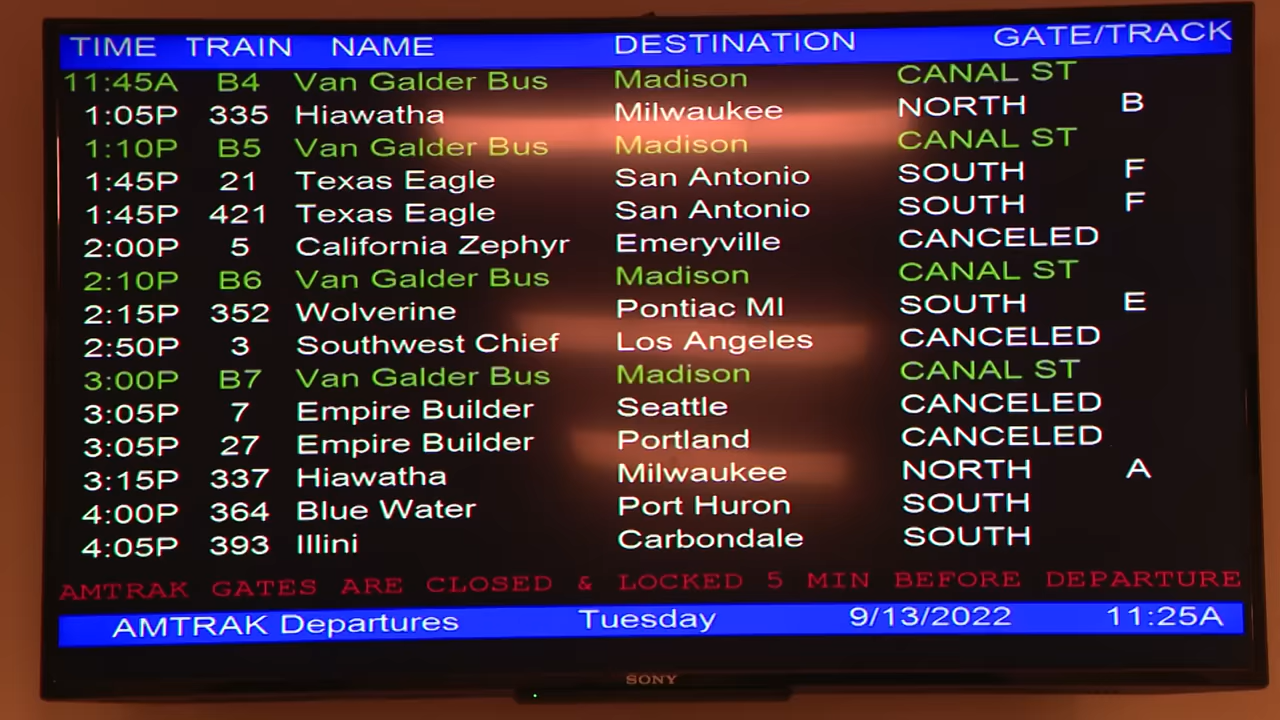 TIME TRAIN NAME DESTINATION GATE/TRACK
11:45A B4 Van Galder Bus Madison CANAL ST
1:05P 335 Hiawatha Milwaukee NORTH B
1:10P B5 Van Galder Bus Madison CANAL ST
1:45P 21 Texas Eagle San Antonio SOUTH F
1:45P 421 Texas Eagle San Antonio SOUTH F
2:00P 5 California Zephyr Emeryville CANCELED
2:10P B6 Van Galder Bus Madison CANAL ST
2:15P 352 Wolverine Pontiac MI SOUTH E
2:50P 3 Southwest Chief Los Angeles CANCELED
3:00P B7 Van Galder Bus Madison CANAL ST
3:05P 7 Empire Builder Seattle CANCELED
3:05P 27 Empire Builder Portland CANCELED
3:15P 337 Hiawatha Milwaukee NORTH A
4:00P 364 Blue Water Port Huron SOUTH
4:05P 393 Illini Carbondale SOUTH
AMTRAK GATES ARE CLOSED & LOCKED 5 MIN BEFORE DEPARTURE
AMTRAK Departures Tuesday 9/13/2022 11:25A
SONY